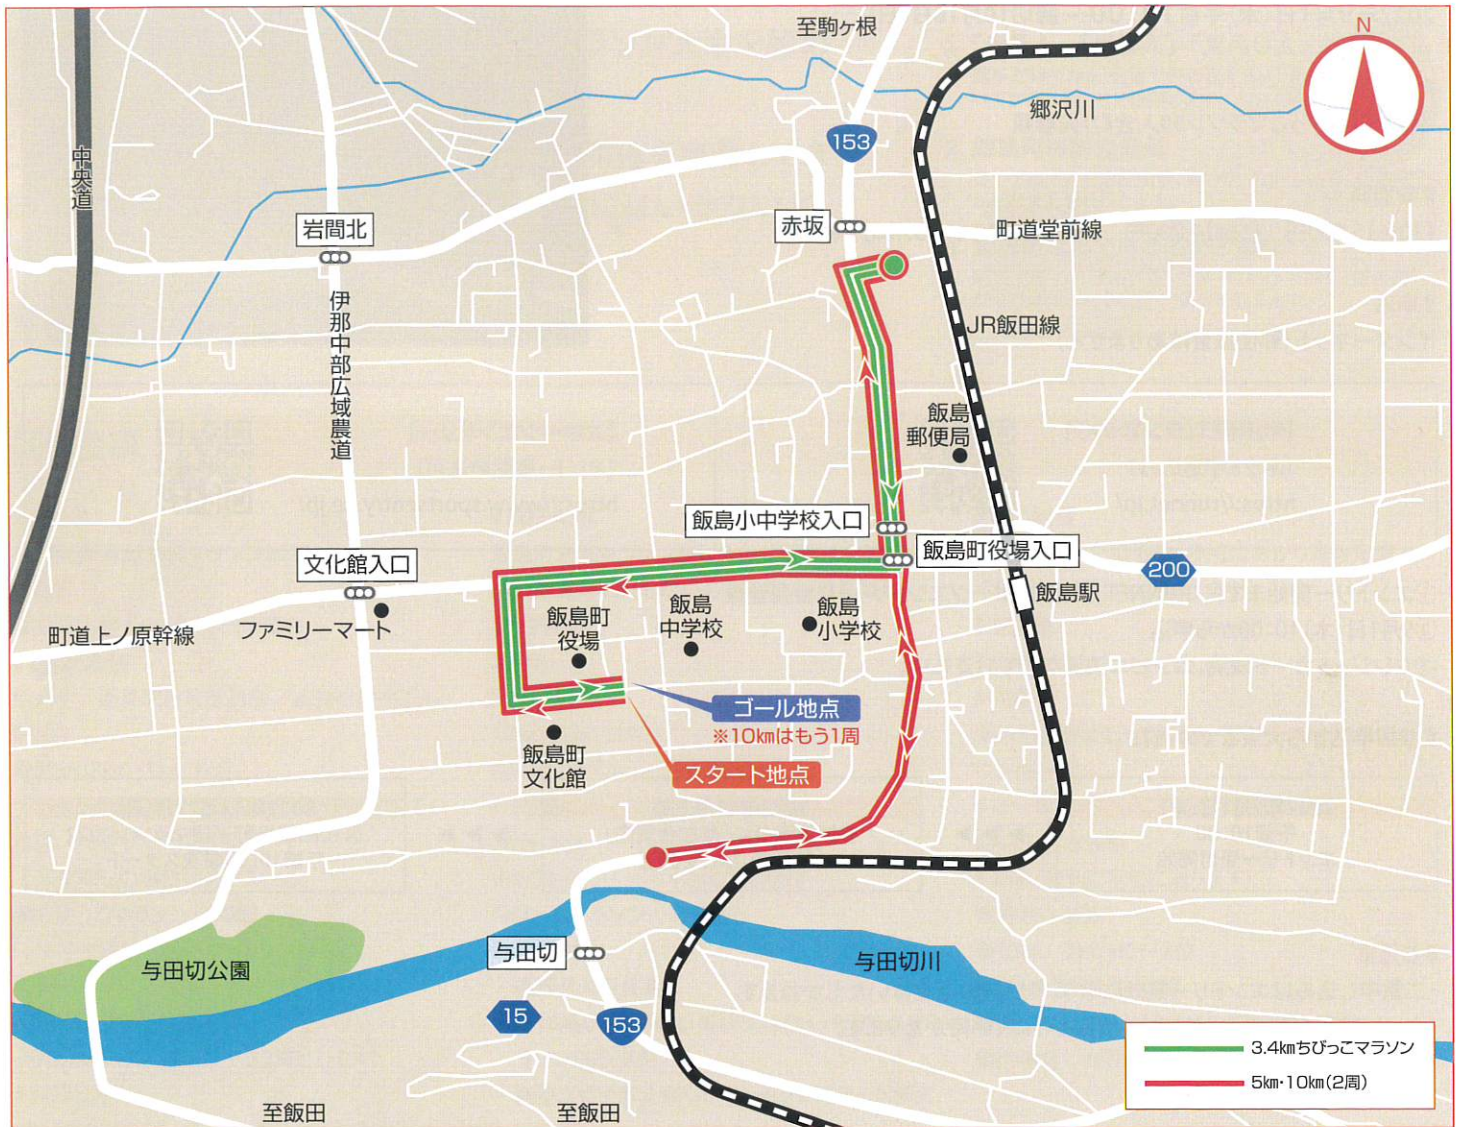 至駒ヶ根
N
郷沢川
153
中央道
岩間北
赤坂
町道堂前線
伊那中部広域農道
JR飯田線
飯島
郵便局
飯島小中学校入口
飯島町役場入口
文化館入口
200
飯島駅
ファミリーマート
町道上ノ原幹線
飯島町
役場
飯島
中学校
飯島
小学校
ゴール地点
※10kmはもう1周
スタート地点
飯島町
文化館
与田切公園
与田切
与田切川
15
153
3.4kmちびっこマラソン
5km・10km(2周)
至飯田
至飯田